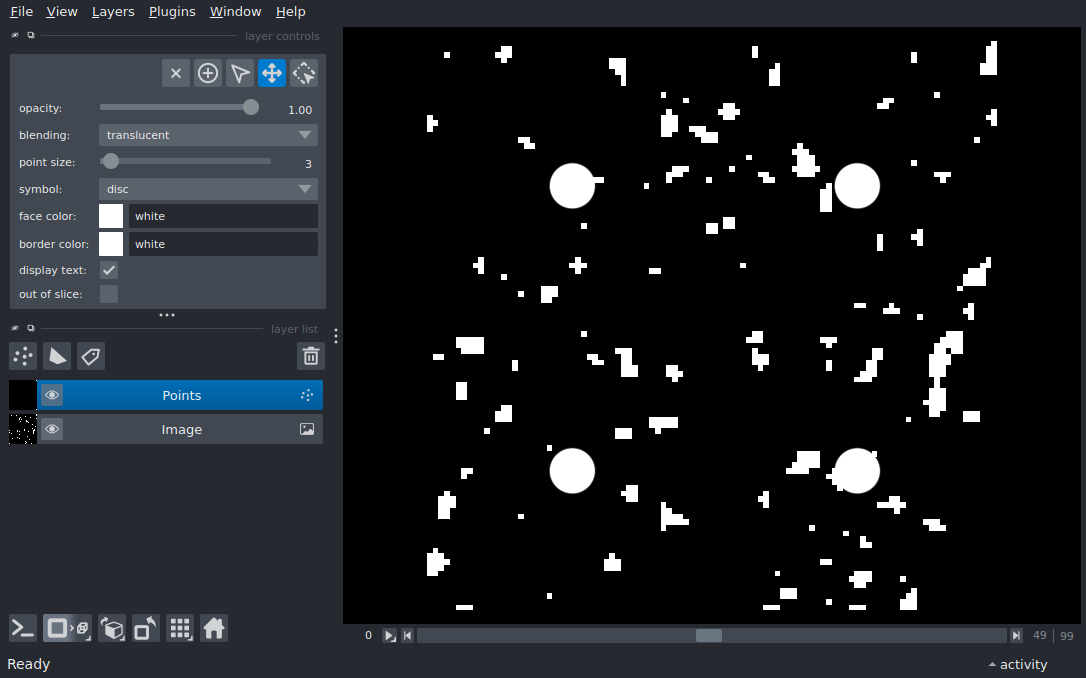 File View Layers Plugins Window Help
layer controls
opacity: 1.00
blending: translucent
point size: 3
symbol: disc
face color: white
border color: white
display text:
out of slice:
layer list
Points
Image
0 49 99
Ready activity